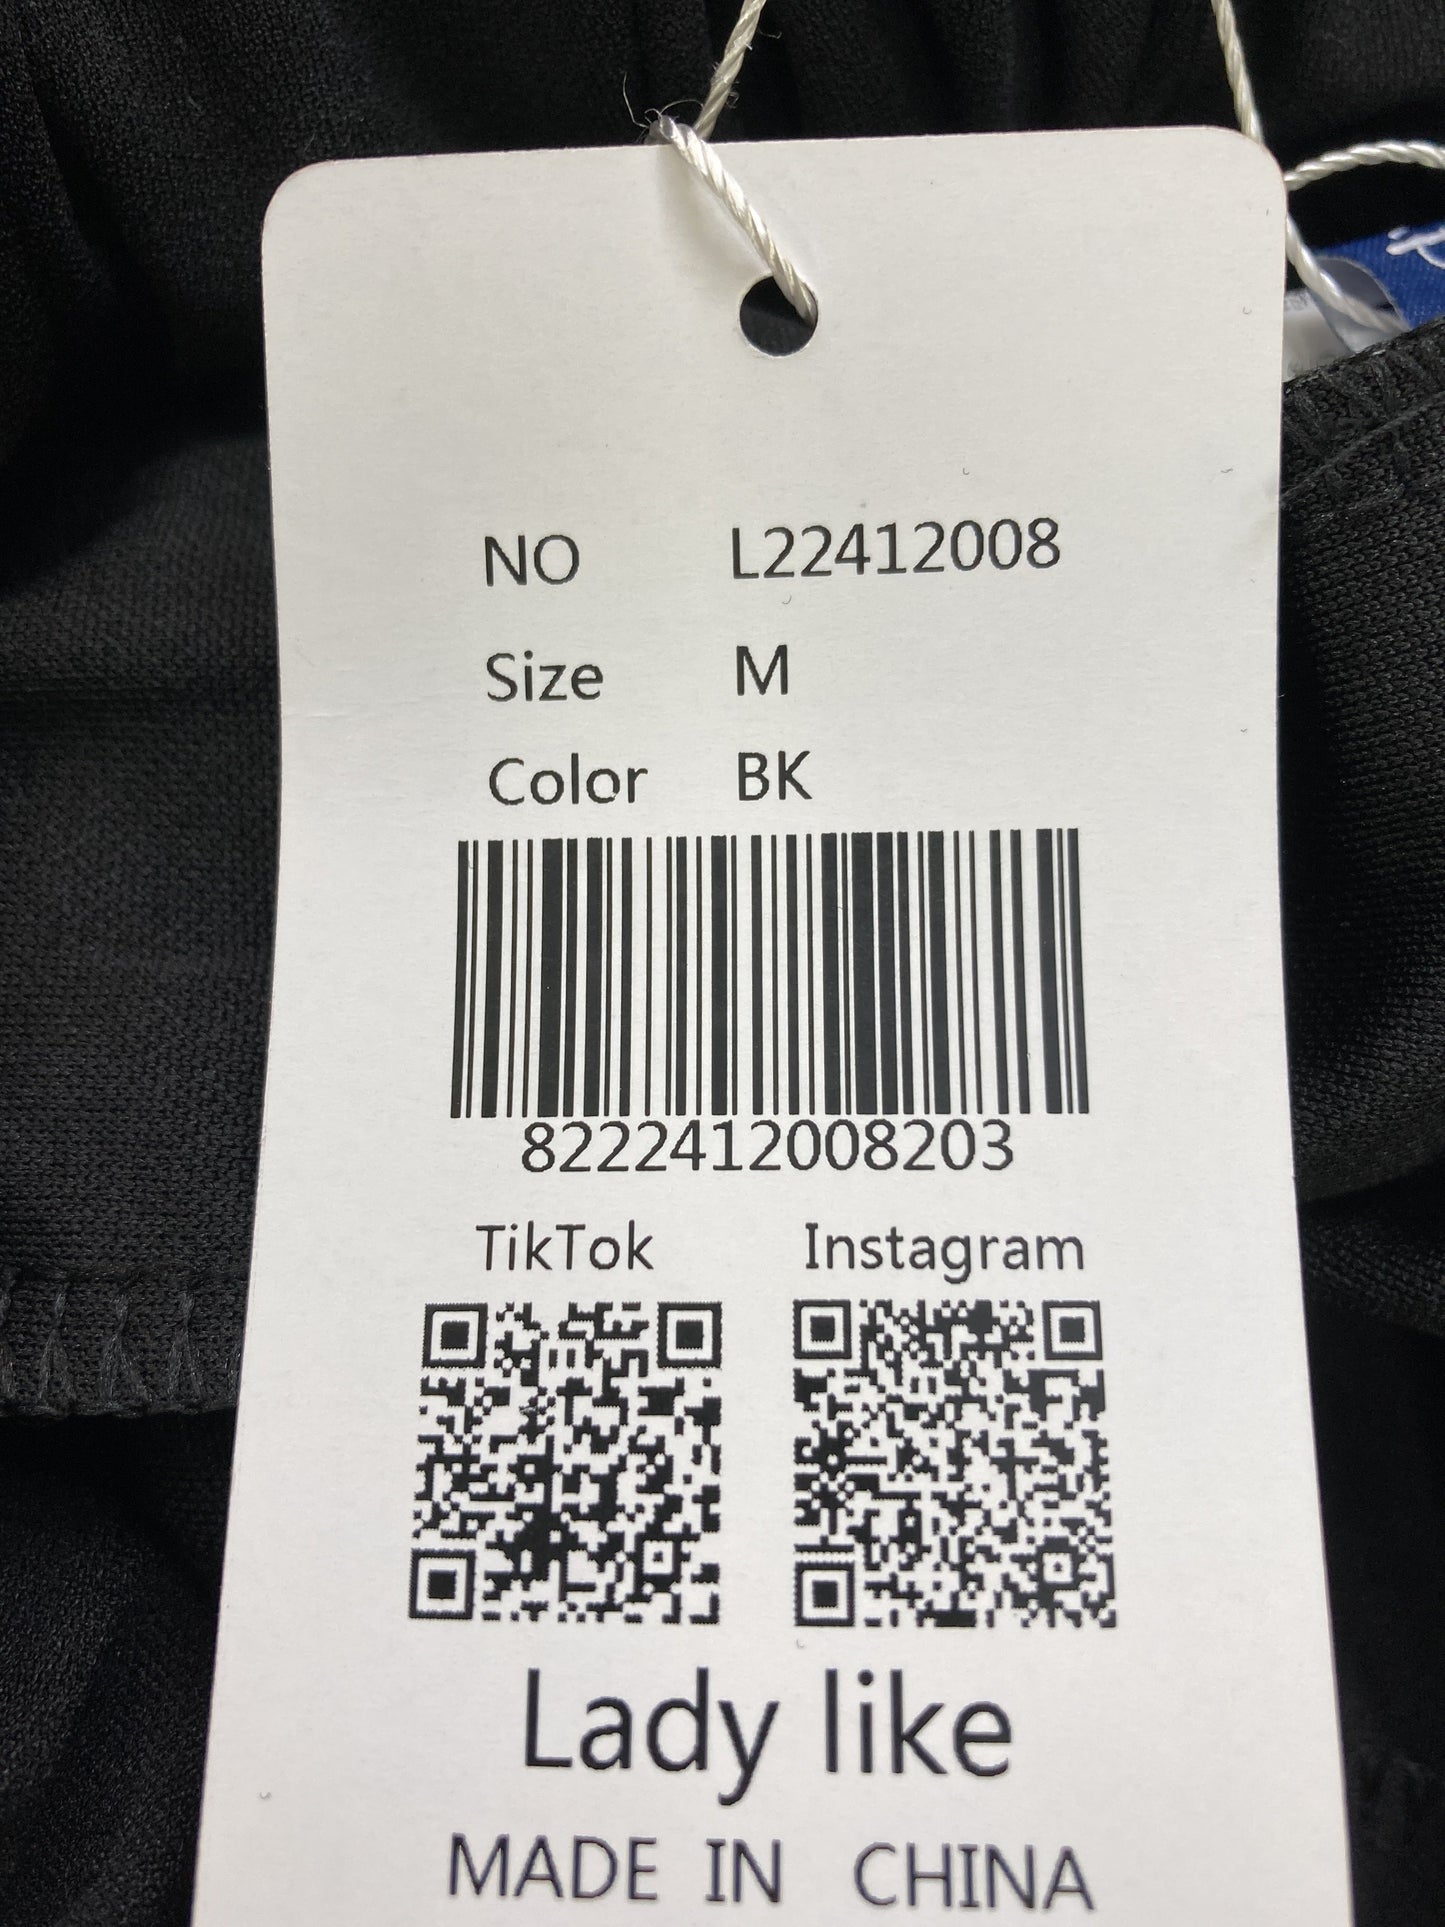 NO L22412008
Size M
Color BK
8222412008203
TikTok Instagram
Lady like
MADE IN CHINA